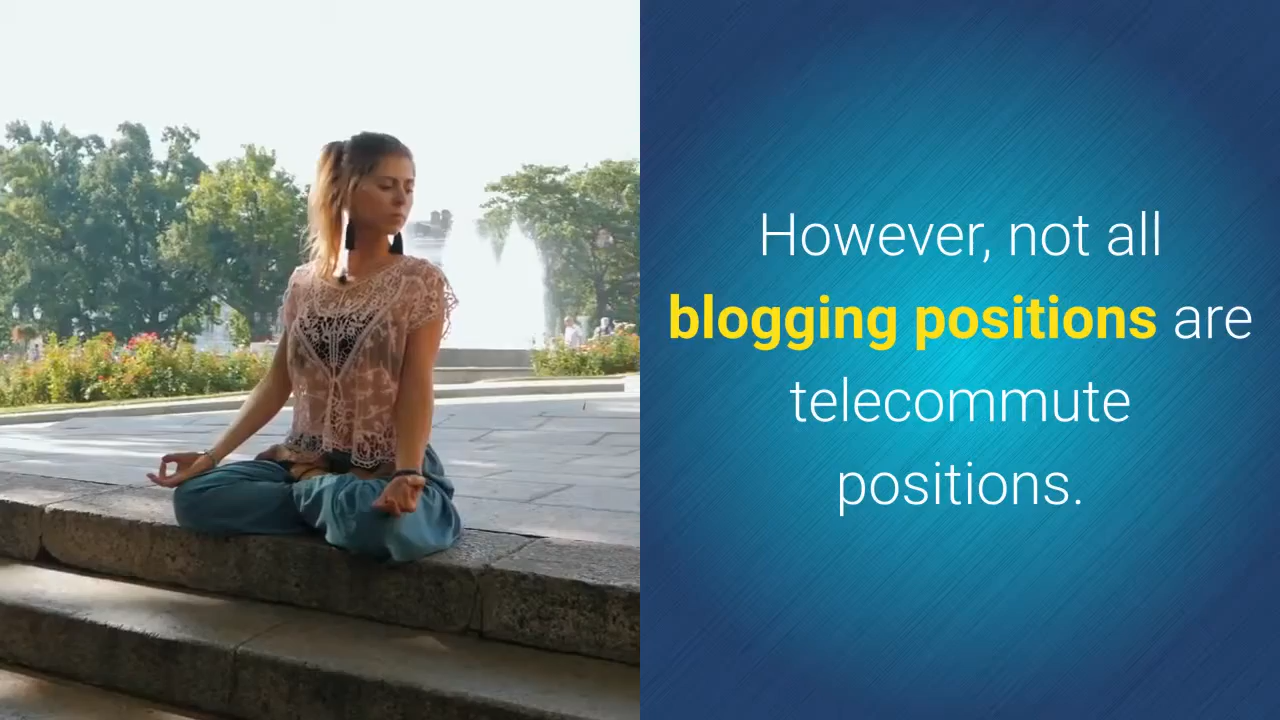 However, not all
blogging positions are
telecommute
positions.